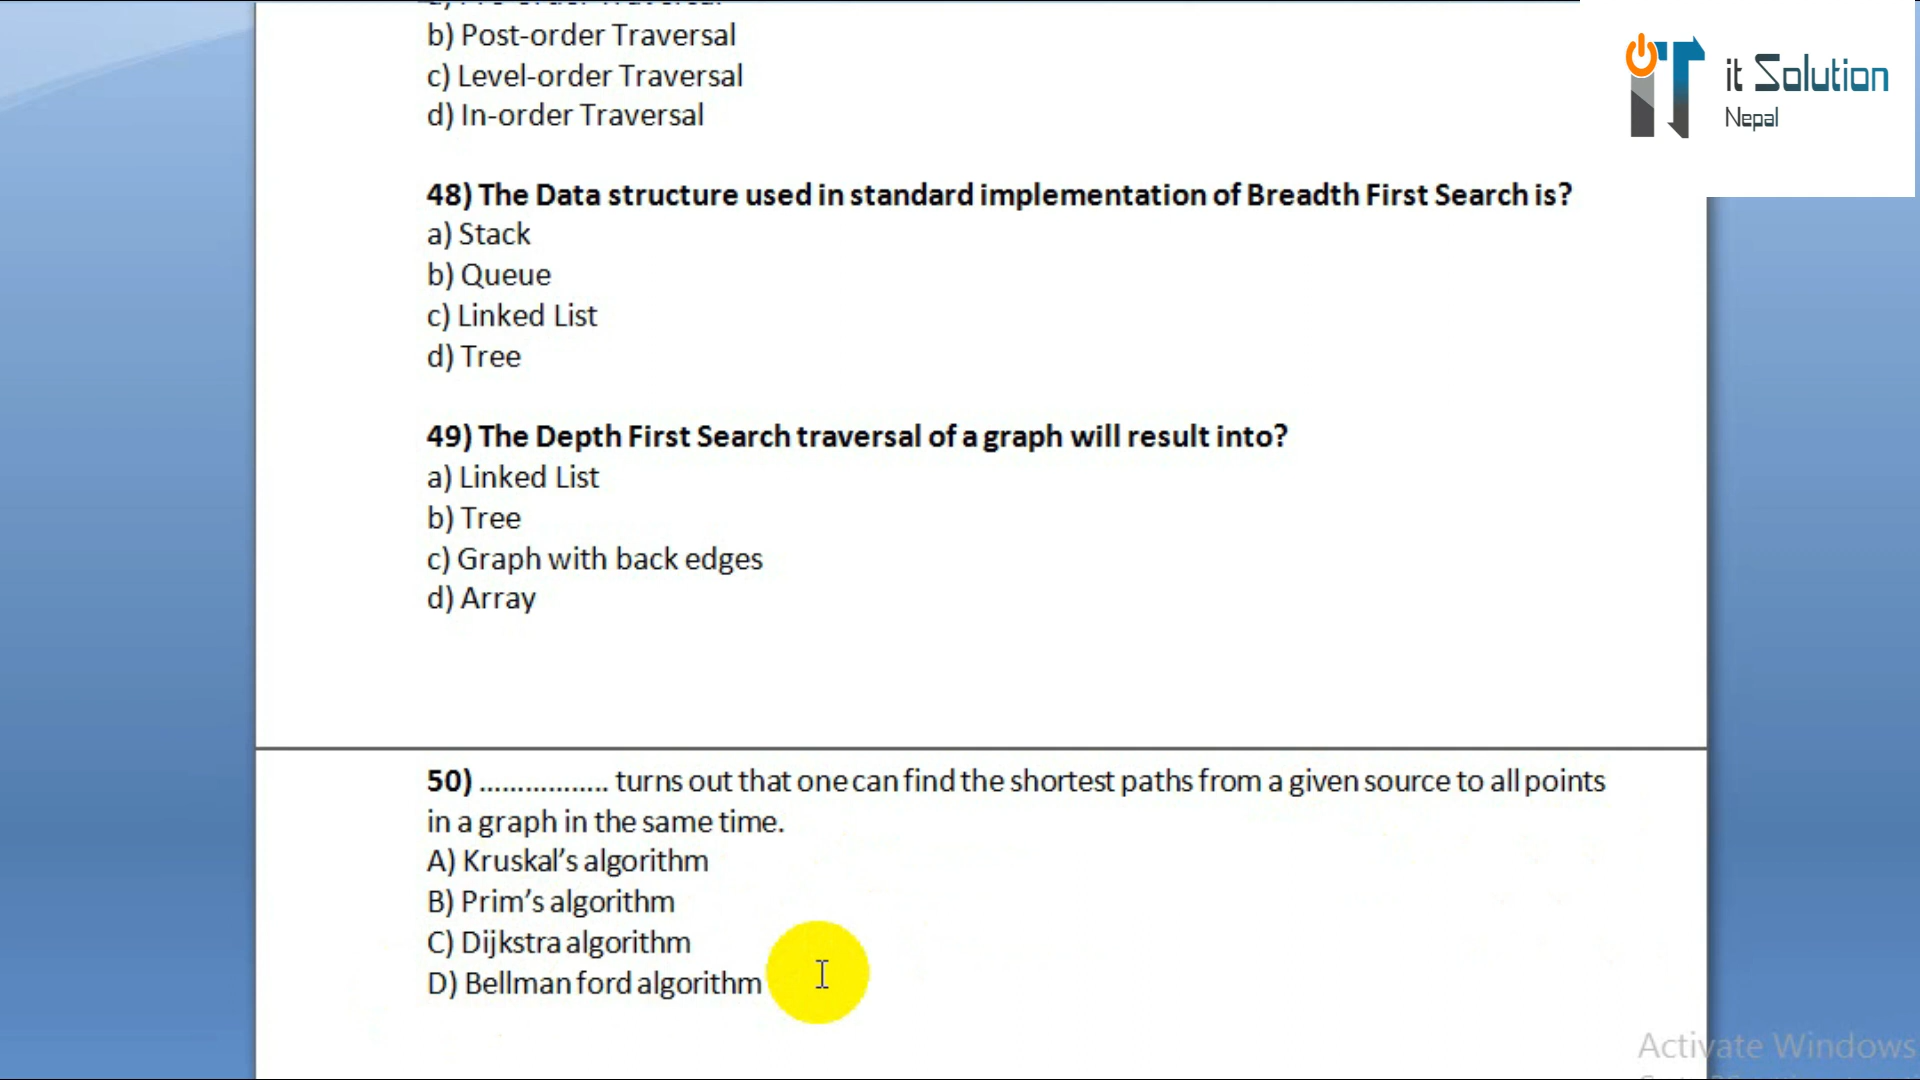 a) Pre-order Traversal
b) Post-order Traversal
c) Level-order Traversal
d) In-order Traversal
it Solution
Nepal
48) The Data structure used in standard implementation of Breadth First Search is?
a) Stack
b) Queue
c) Linked List
d) Tree
49) The Depth First Search traversal of a graph will result into?
a) Linked List
b) Tree
c) Graph with back edges
d) Array
50) ................. turns out that one can find the shortest paths from a given source to all points
in a graph in the same time.
A) Kruskal’s algorithm
B) Prim’s algorithm
C) Dijkstra algorithm
D) Bellman ford algorithm
Activate Windows